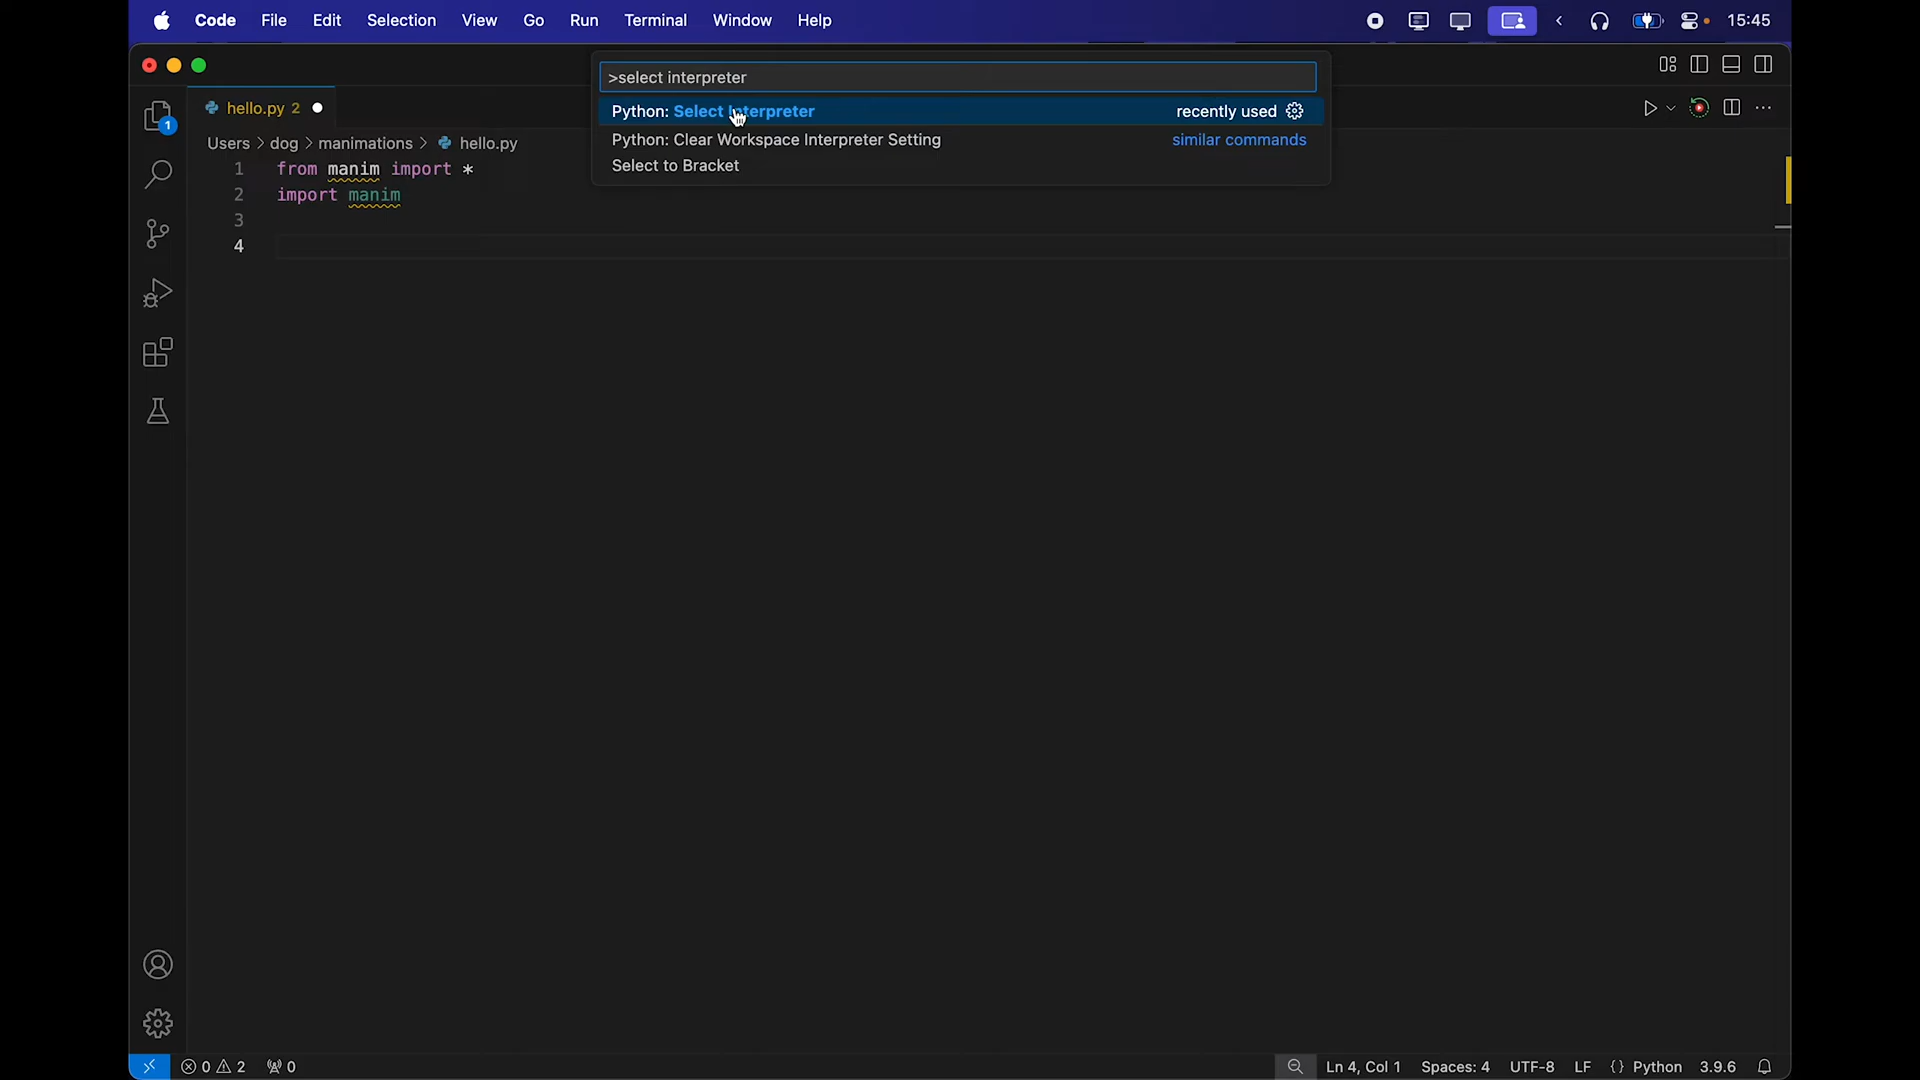 Code File Edit Selection View Go Run Terminal Window Help 15:45
>select interpreter
Python: Select Interpreter recently used
Python: Clear Workspace Interpreter Setting similar commands
Select to Bracket
hello.py 2
Users > dog > manimations > hello.py
1 from manim import *
2 import manim
3
4
1
0 2 0 Ln 4, Col 1 Spaces: 4 UTF-8 LF {} Python 3.9.6